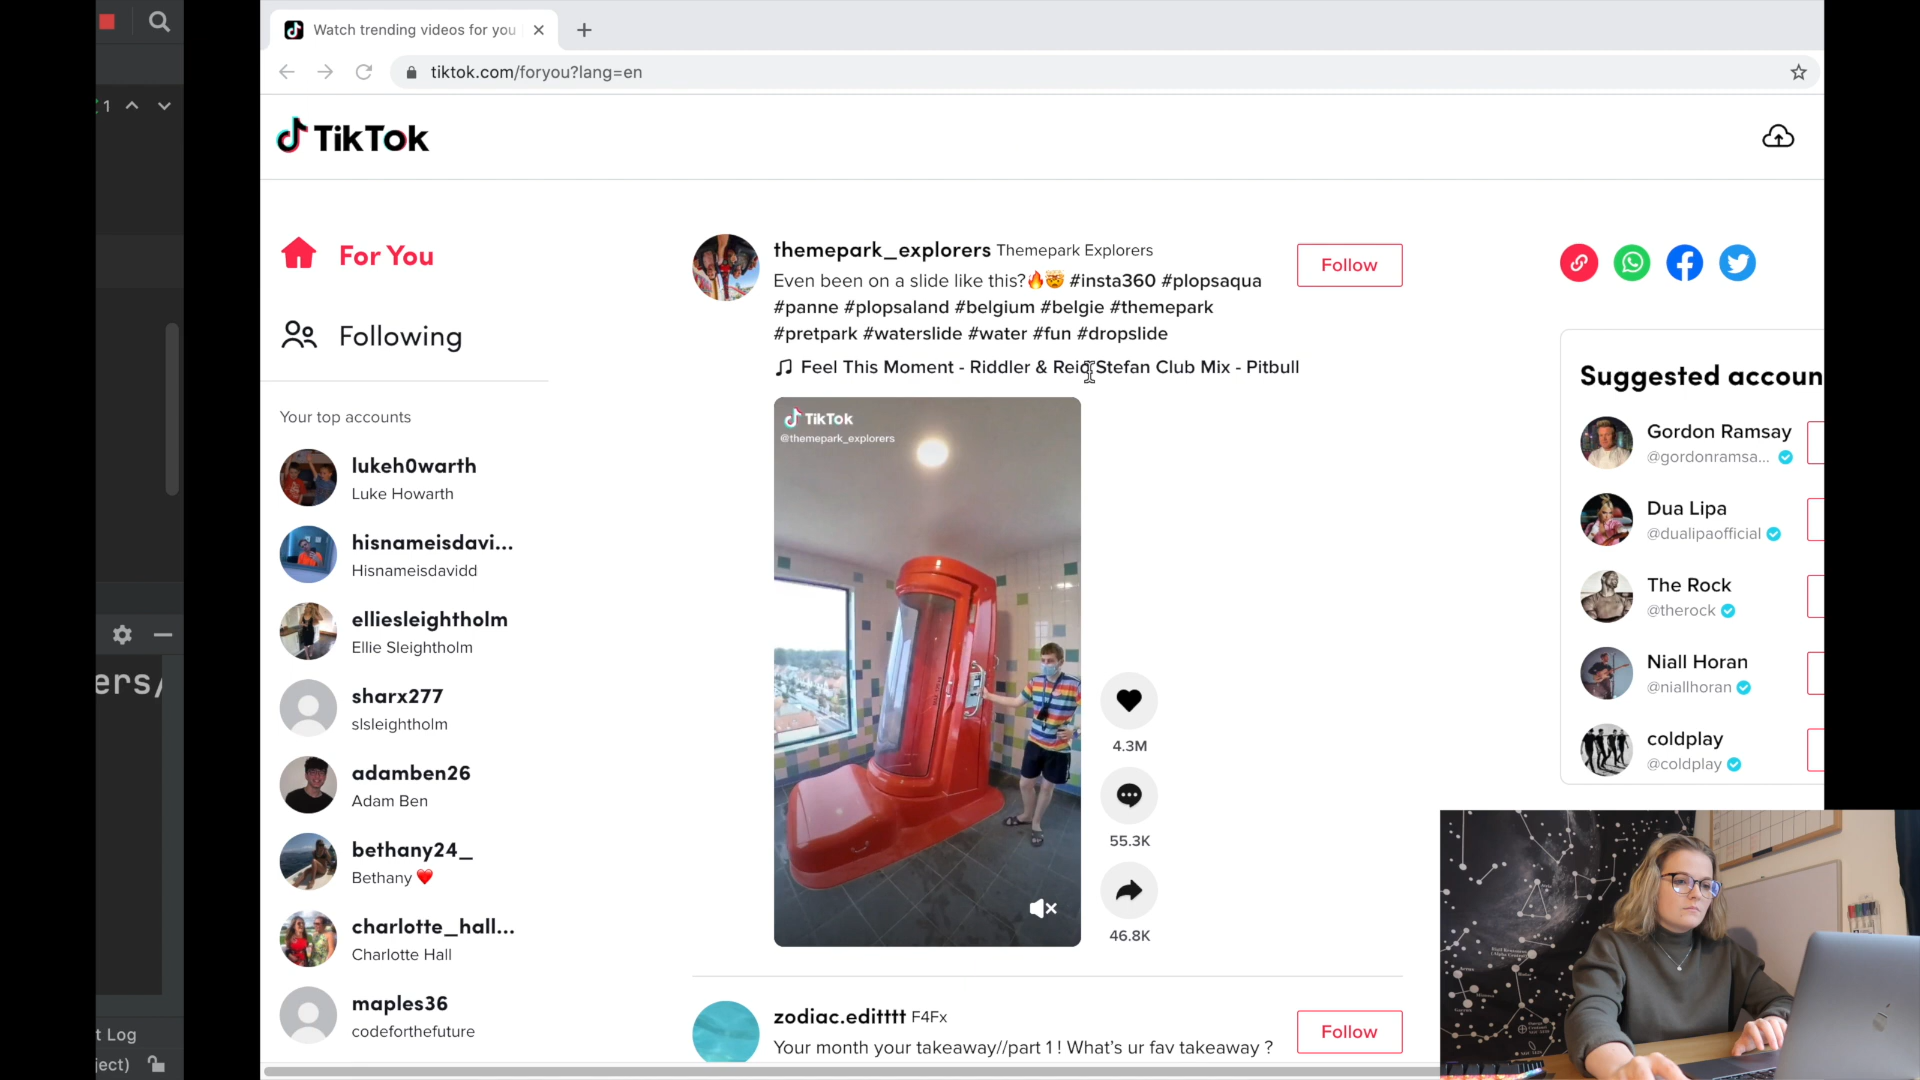 Watch trending videos for you
tiktok.com/foryou?lang=en
1
TikTok
For You
Following
Your top accounts
lukeh0warth
Luke Howarth
hisnameisdavi...
Hisnameisdavidd
elliesleightholm
Ellie Sleightholm
sharx277
slsleightholm
adamben26
Adam Ben
bethany24_
Bethany ❤️
charlotte_hall...
Charlotte Hall
maples36
codeforthefuture
themepark_explorers Themepark Explorers
Follow
Even been on a slide like this?🔥🤯 #insta360 #plopsaqua
#panne #plopsaland #belgium #belgie #themepark
#pretpark #waterslide #water #fun #dropslide
Feel This Moment - Riddler & Reid Stefan Club Mix - Pitbull
TikTok
@themepark_explorers
4.3M
55.3K
46.8K
zodiac.editttt F4Fx
Follow
Your month your takeaway//part 1 ! What's ur fav takeaway ?
Suggested accoun
Gordon Ramsay
@gordonramsa...
Dua Lipa
@dualipaofficial
The Rock
@therock
Niall Horan
@niallhoran
coldplay
@coldplay
ers/
t Log
ject)